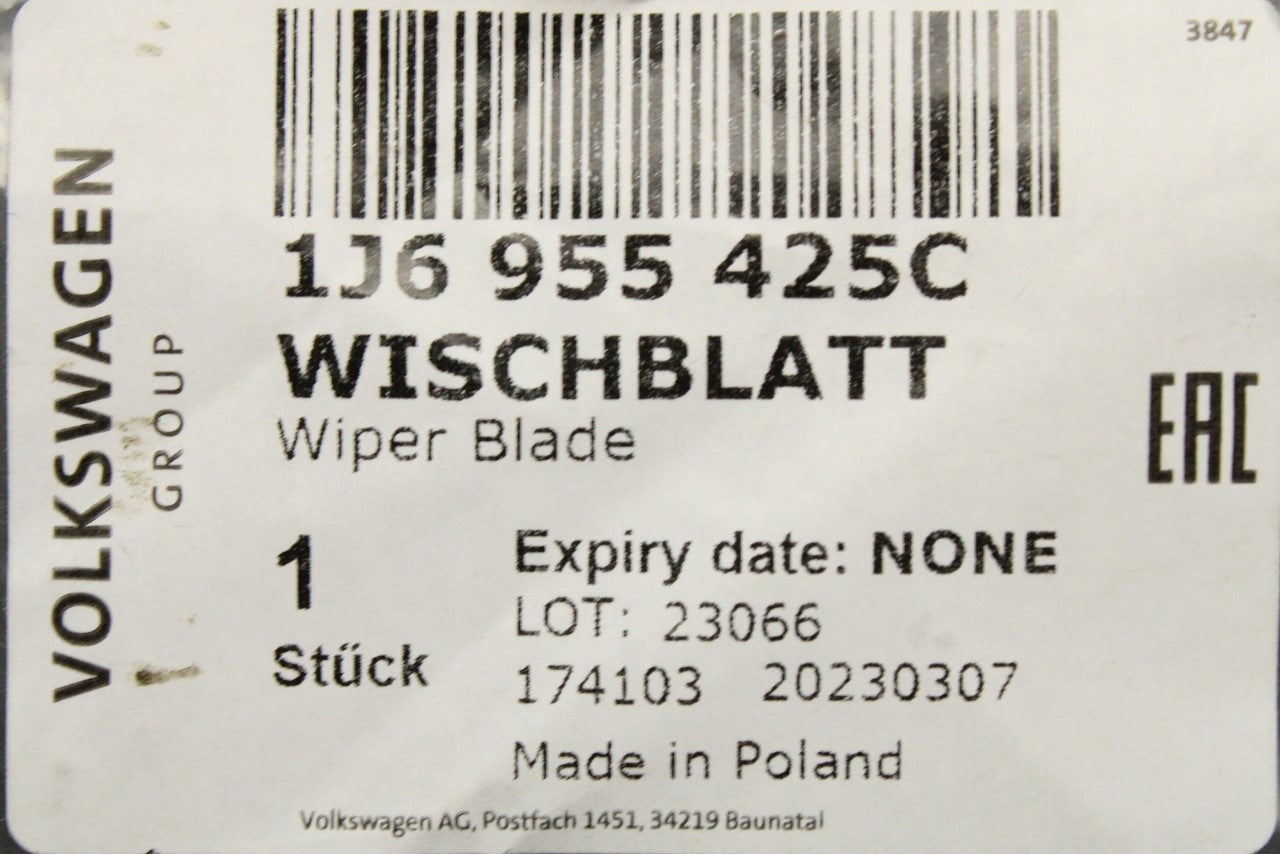 3847
VOLKSWAGEN
GROUP
1J6 955 425C
WISCHBLATT
Wiper Blade
EAC
1
Stück
Expiry date: NONE
LOT: 23066
174103 20230307
Made in Poland
Volkswagen AG, Postfach 1451, 34219 Baunatal